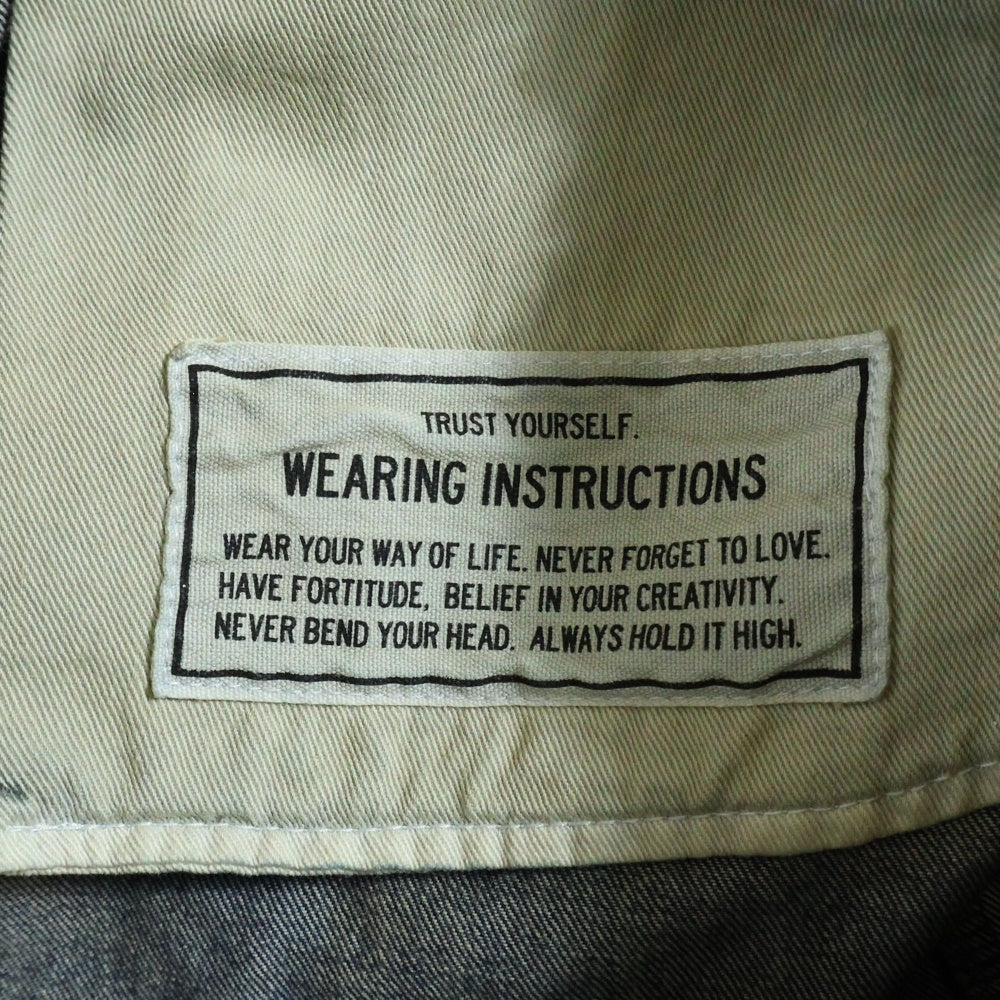 TRUST YOURSELF.
WEARING INSTRUCTIONS
WEAR YOUR WAY OF LIFE. NEVER FORGET TO LOVE.
HAVE FORTITUDE, BELIEF IN YOUR CREATIVITY.
NEVER BEND YOUR HEAD. ALWAYS HOLD IT HIGH.